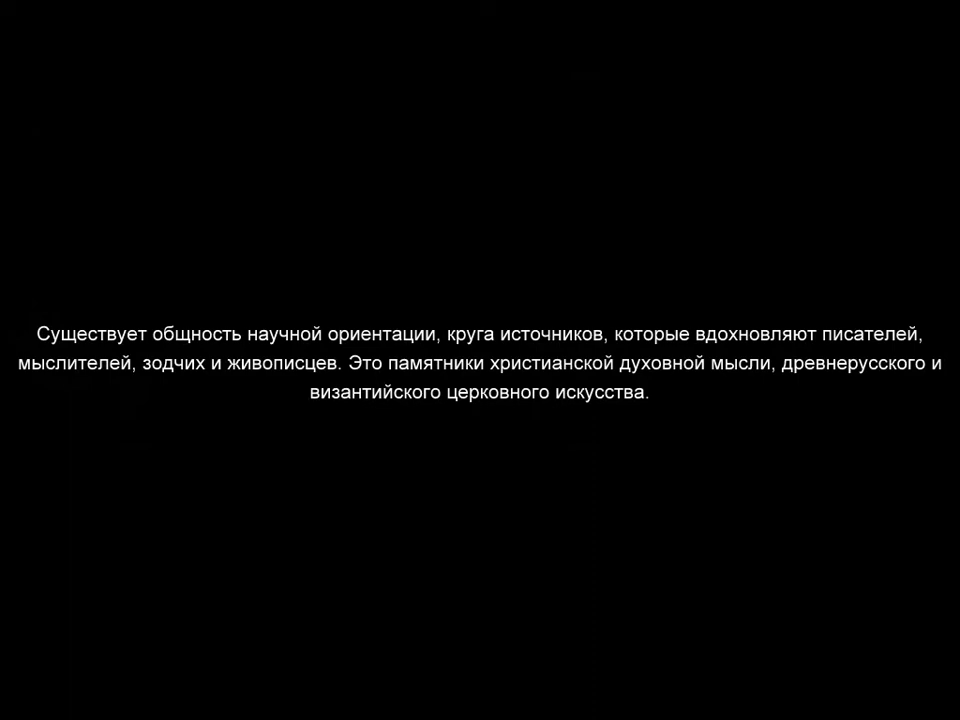 Существует общность научной ориентации, круга источников, которые вдохновляют писателей,
мыслителей, зодчих и живописцев. Это памятники христианской духовной мысли, древнерусского и
византийского церковного искусства.